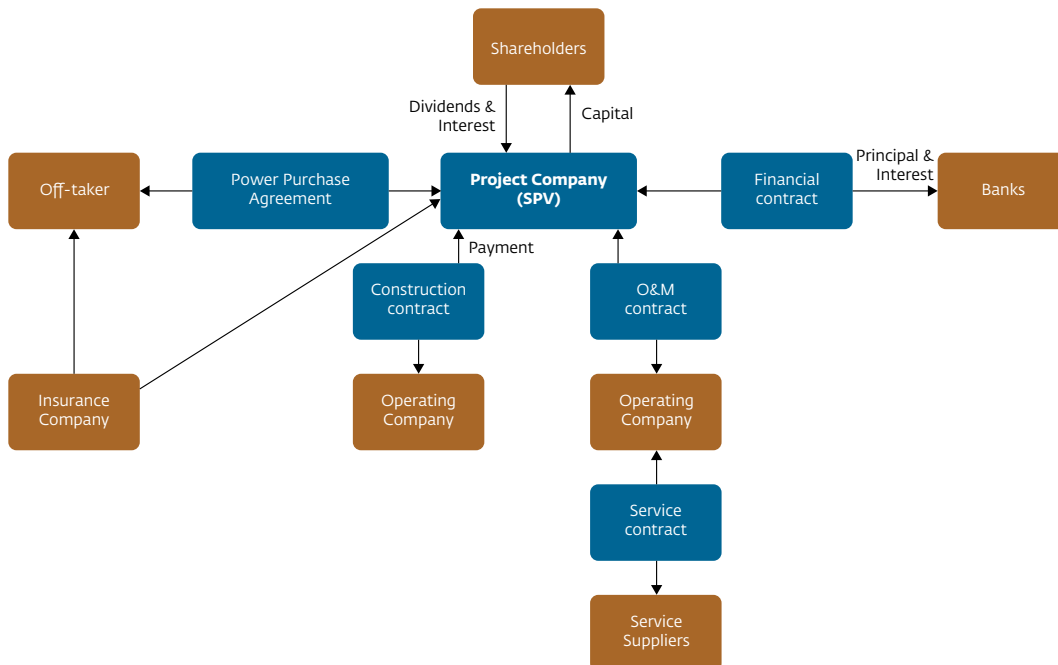 Shareholders
Dividends &
Interest
Capital
Off-taker
Power Purchase
Agreement
Project Company
(SPV)
Financial
contract
Principal &
Interest
Banks
Payment
Construction
contract
O&M
contract
Insurance
Company
Operating
Company
Operating
Company
Service
contract
Service
Suppliers